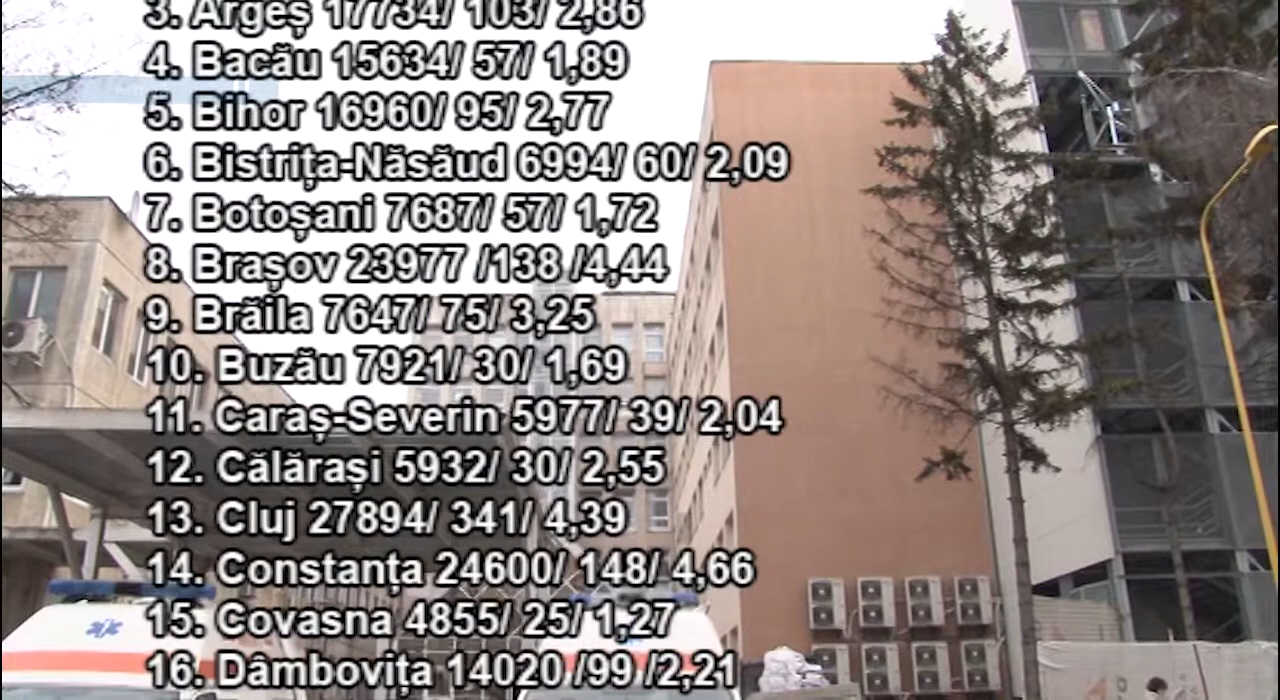 3. Argeș 17734/ 103/ 2,86
4. Bacău 15634/ 57/ 1,89
5. Bihor 16960/ 95/ 2,77
6. Bistrița-Năsăud 6994/ 60/ 2,09
7. Botoșani 7687/ 57/ 1,72
8. Brașov 23977 /138 /4,44
9. Brăila 7647/ 75/ 3,25
10. Buzău 7921/ 30/ 1,69
11. Caraș-Severin 5977/ 39/ 2,04
12. Călărași 5932/ 30/ 2,55
13. Cluj 27894/ 341/ 4,39
14. Constanța 24600/ 148/ 4,66
15. Covasna 4855/ 25/ 1,27
16. Dâmbovița 14020 /99 /2,21